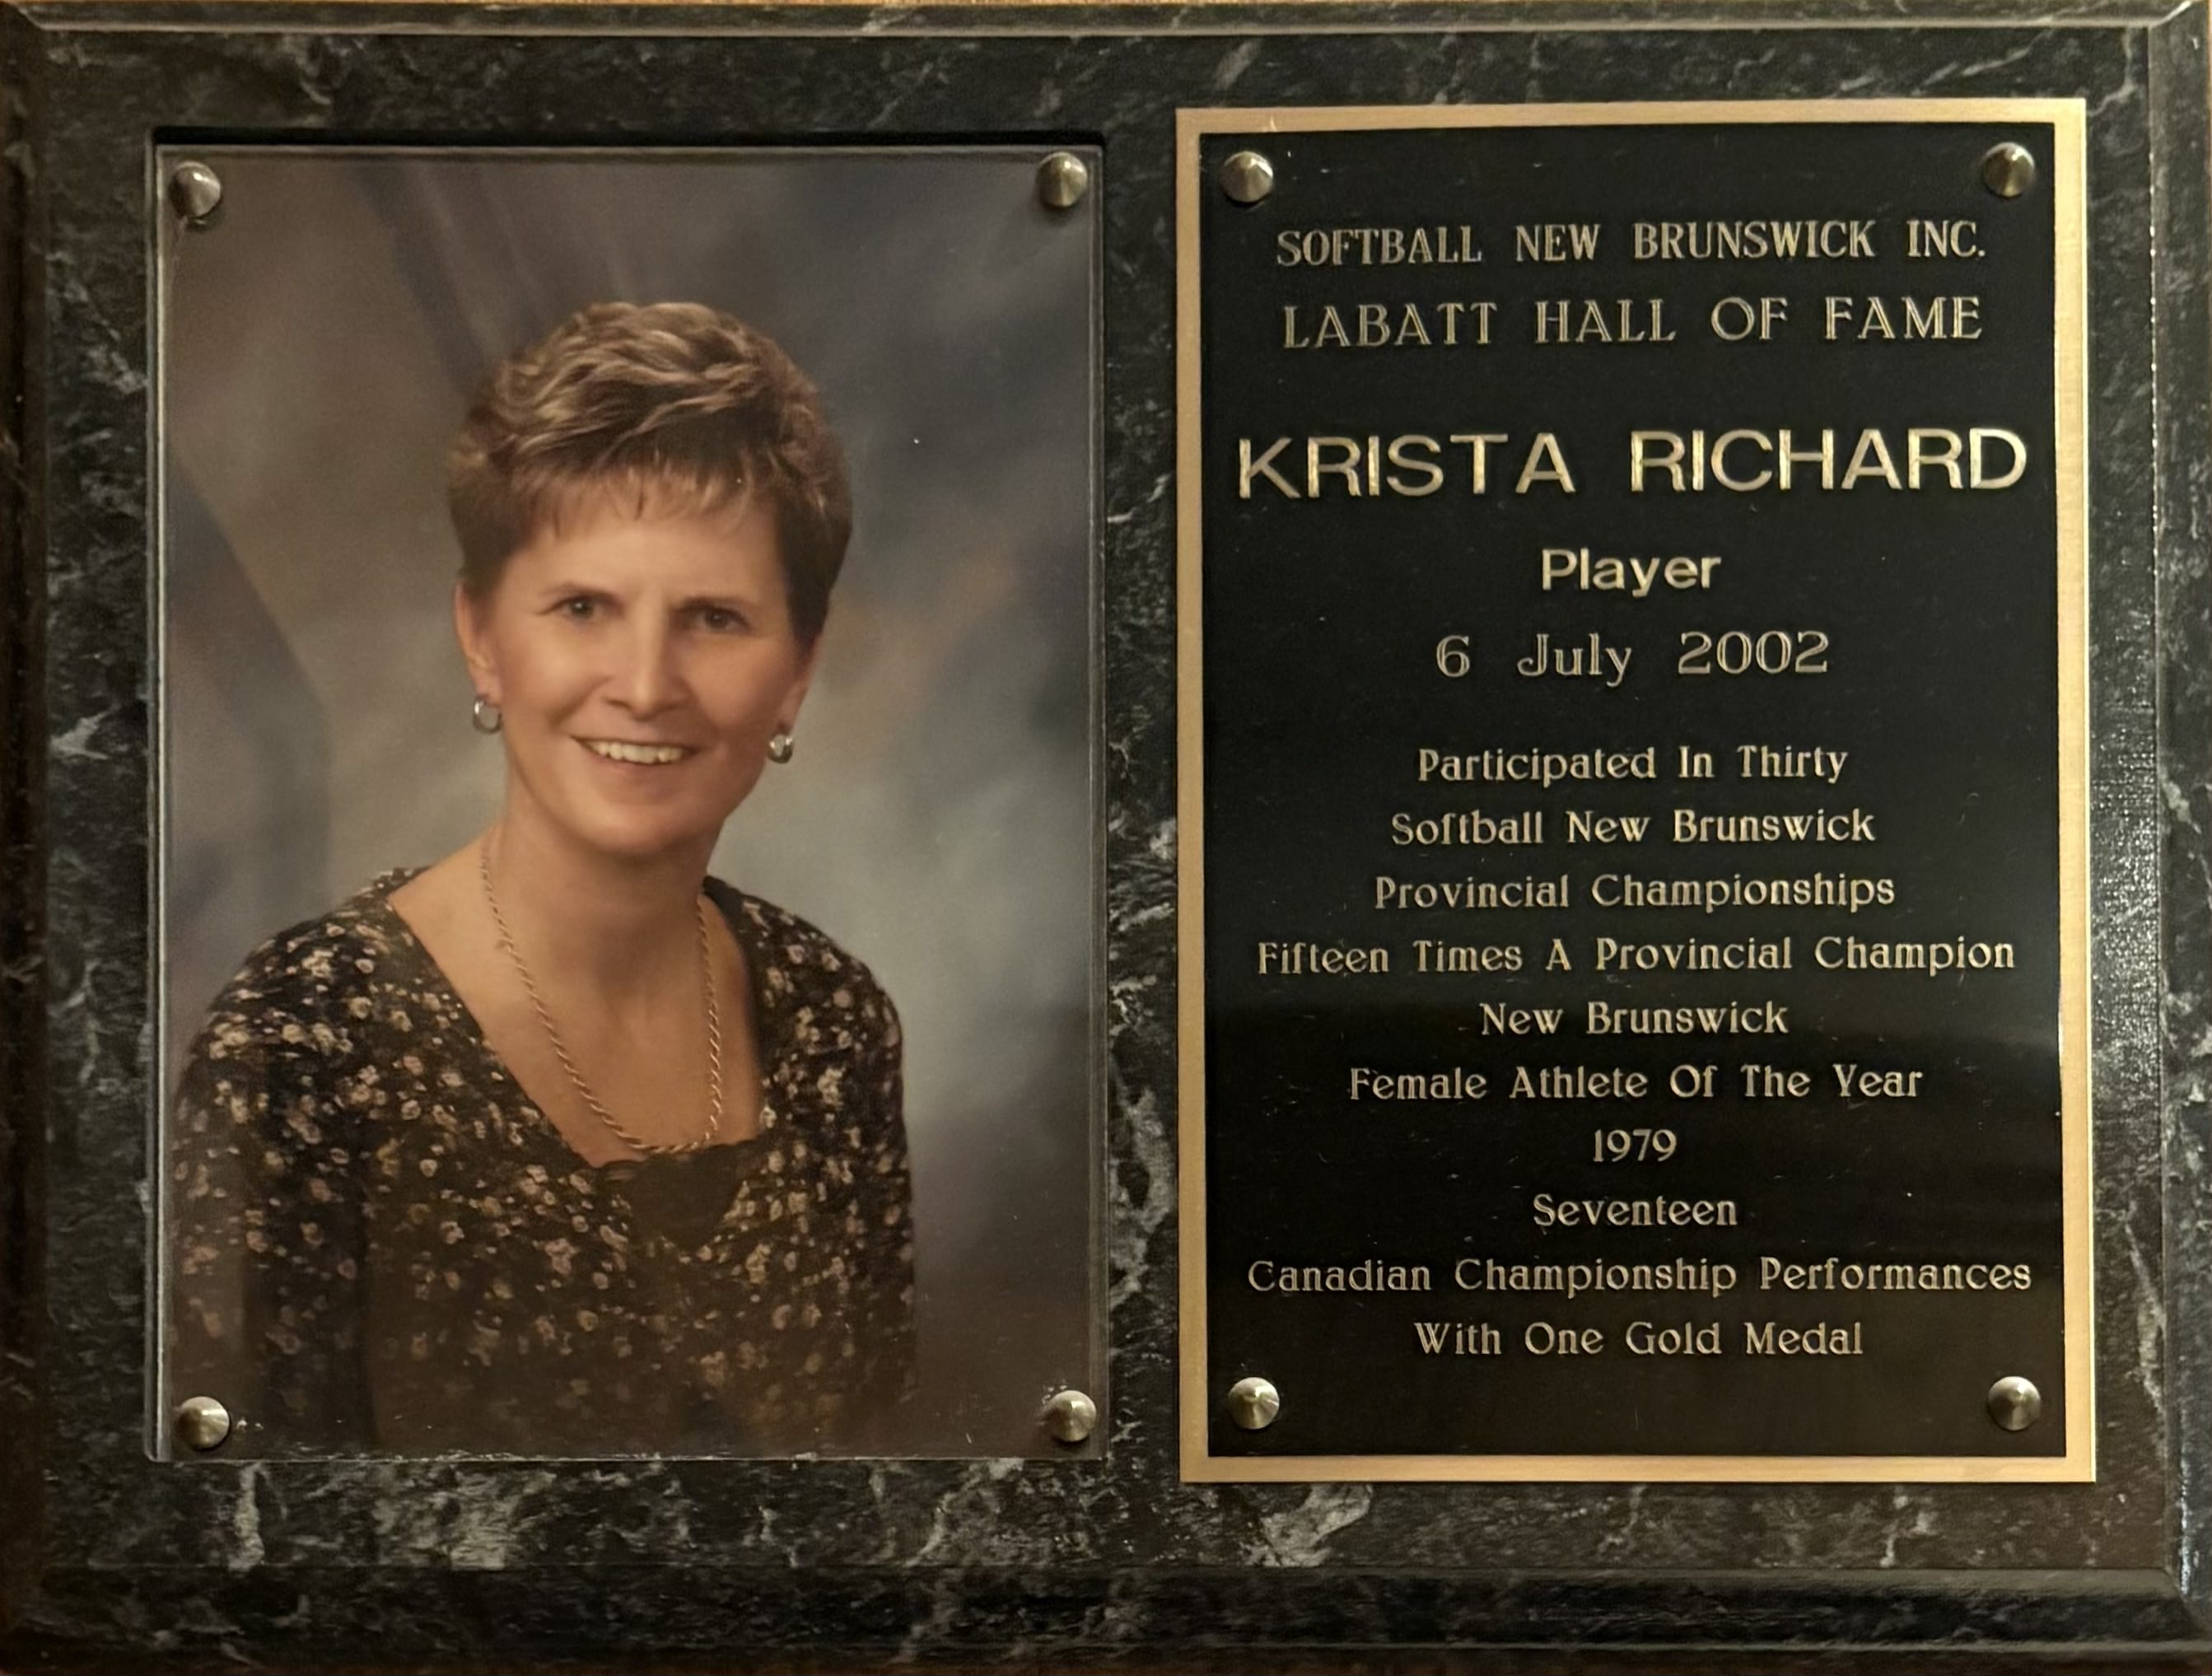 SOFTBALL NEW BRUNSWICK INC.
LABATT HALL OF FAME
KRISTA RICHARD
Player
6 July 2002
Participated In Thirty
Softball New Brunswick
Provincial Championships
Fifteen Times A Provincial Champion
New Brunswick
Female Athlete Of The Year
1979
Seventeen
Canadian Championship Performances
With One Gold Medal